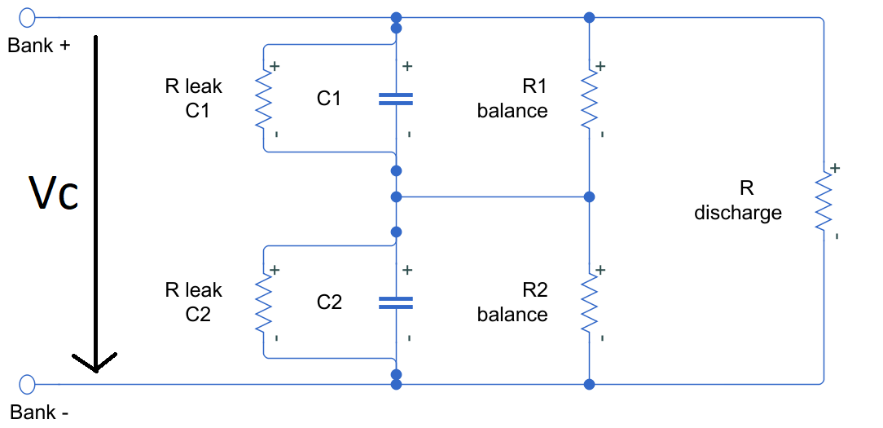 Bank +
R leak
C1
+
-
C1
+
-
R1
balance
+
-
Vc
R
discharge
+
-
R leak
C2
+
-
C2
+
-
R2
balance
+
-
Bank -